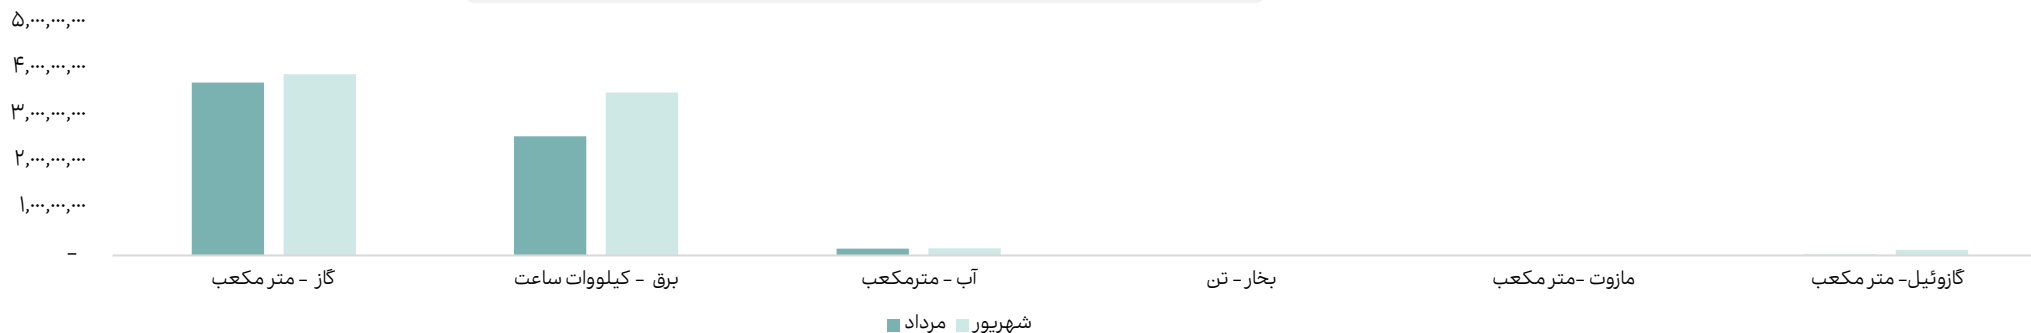 ۵,۰۰۰,۰۰۰,۰۰۰
۴,۰۰۰,۰۰۰,۰۰۰
۳,۰۰۰,۰۰۰,۰۰۰
۲,۰۰۰,۰۰۰,۰۰۰
۱,۰۰۰,۰۰۰,۰۰۰
-
گاز - متر مکعب
برق - کیلووات ساعت
آب - مترمکعب
بخار - تن
مازوت -متر مکعب
گازوئیل- متر مکعب
مرداد
شهریور